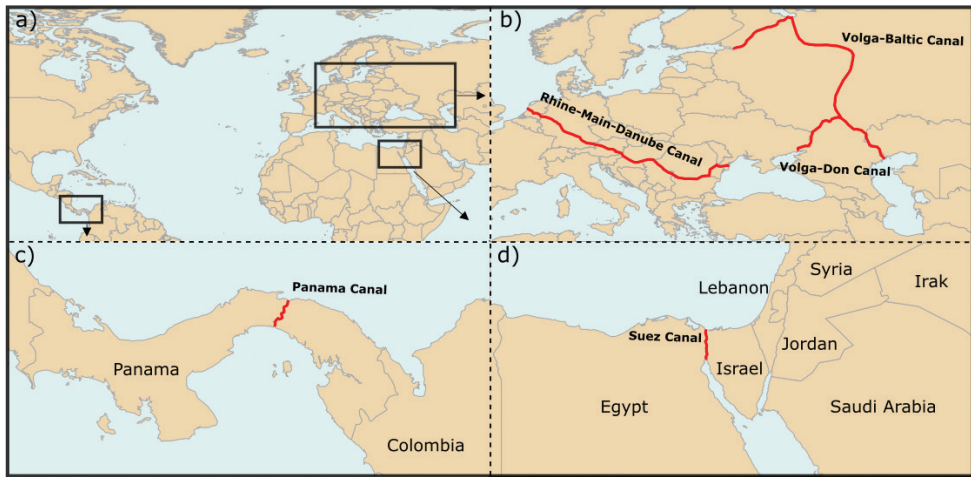 a)
b)
Volga-Baltic Canal
Rhine-Main-Danube Canal
Volga-Don Canal
c)
Panama Canal
Panama
Colombia
d)
Syria
Lebanon
Irak
Suez Canal
Jordan
Israel
Egypt
Saudi Arabia